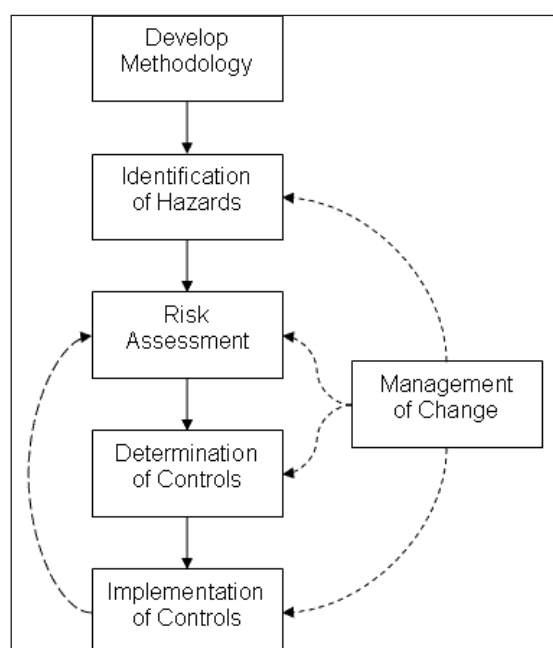 Develop
Methodology
Identification
of Hazards
Risk
Assessment
Management
of Change
Determination
of Controls
Implementation
of Controls